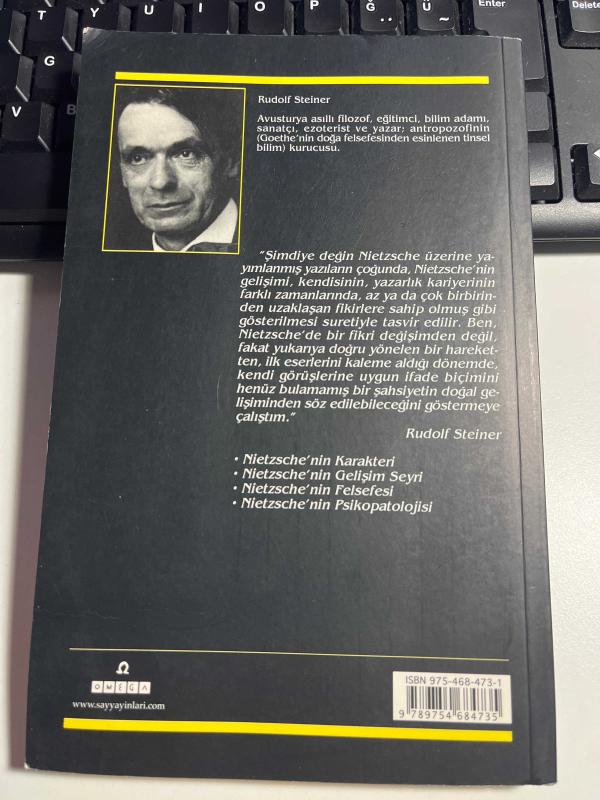 T Y U I O P Ğ Ü Enter Delete
G
V B
Rudolf Steiner
Avusturya asıllı filozof, eğitimci, bilim adamı,
sanatçı, ezoterist ve yazar; antropozofinin
(Goethe'nin doğa felsefesinden esinlenen tinsel
bilim) kurucusu.
"Şimdiye değin Nietzsche üzerine ya-
yımlanmış yazıların çoğunda, Nietzsche'nin
gelişimi, kendisinin, yazarlık kariyerinin
farklı zamanlarında, az ya da çok birbirin-
den uzaklaşan fikirlere sahip olmuş gibi
gösterilmesi suretiyle tasvir edilir. Ben,
Nietzsche'de bir fikri değişimden değil,
fakat yukarıya doğru yönelen bir hareket-
ten, ilk eserlerini kaleme aldığı dönemde,
kendi görüşlerine uygun ifade biçimini
henüz bulamamış bir şahsiyetin doğal ge-
lişiminden söz edilebileceğini göstermeye
çalıştım."
Rudolf Steiner
• Nietzsche'nin Karakteri
• Nietzsche'nin Gelişim Seyri
• Nietzsche'nin Felsefesi
• Nietzsche'nin Psikopatolojisi
Ω
OMEGA
www.sayyayinlari.com
ISBN 975-468-473-1
9 789754 684735